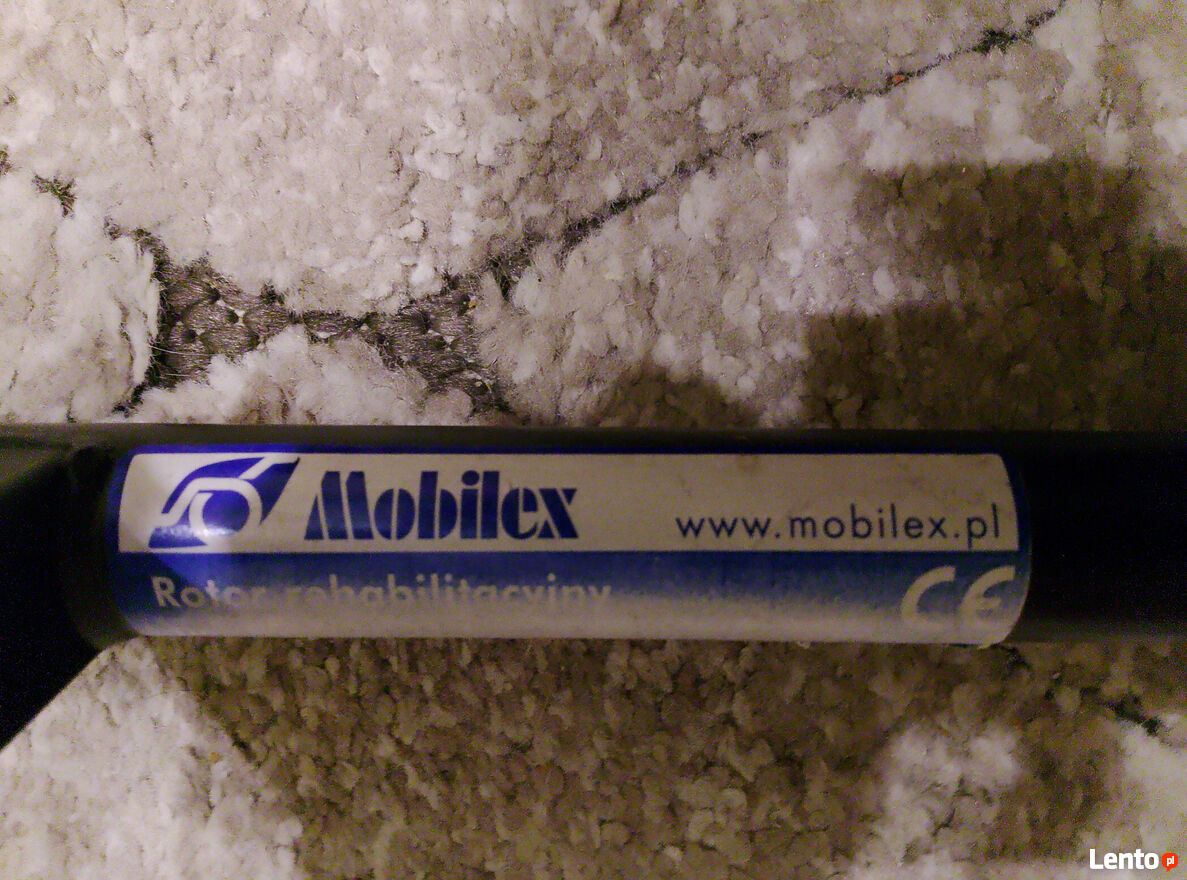 Mobilex
www.mobilex.pl
Rotor rehabilitacyjny
CE
Lento pl